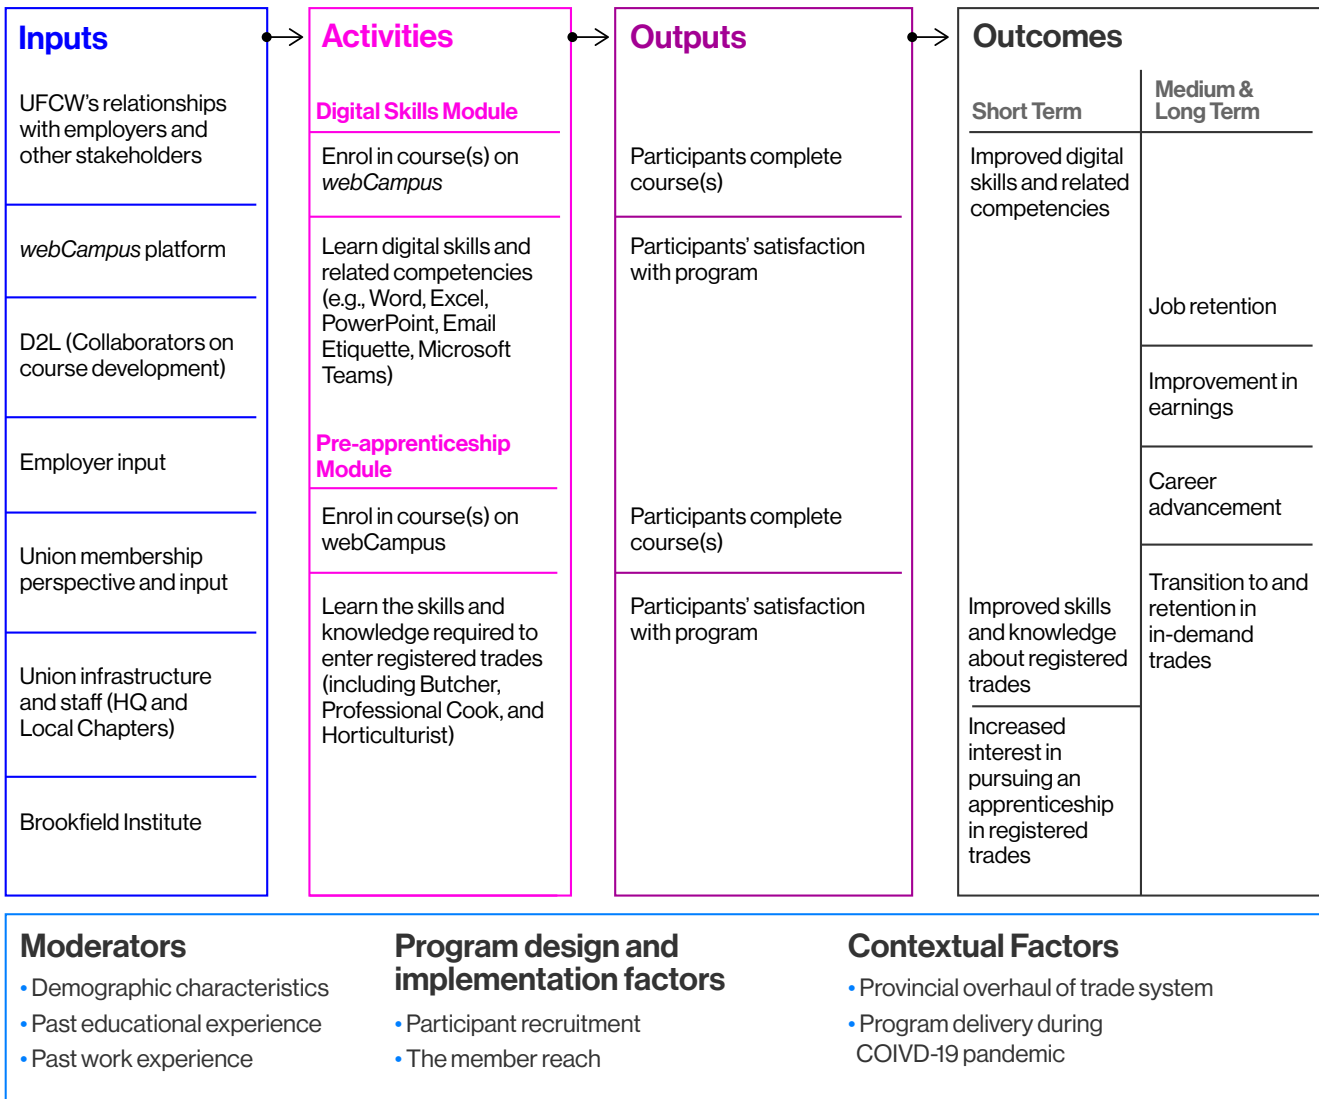 Inputs
UFCW's relationships
with employers and
other stakeholders
webCampus platform
D2L (Collaborators on
course development)
Employer input
Union membership
perspective and input
Union infrastructure
and staff (HQ and
Local Chapters)
Brookfield Institute
Activities
Digital Skills Module
Enrol in course(s) on
webCampus
Learn digital skills and
related competencies
(e.g., Word, Excel,
PowerPoint, Email
Etiquette, Microsoft
Teams)
Pre-apprenticeship
Module
Enrol in course(s) on
webCampus
Learn the skills and
knowledge required to
enter registered trades
(including Butcher,
Professional Cook, and
Horticulturist)
Outputs
Participants complete
course(s)
Participants' satisfaction
with program
Participants complete
course(s)
Participants' satisfaction
with program
Outcomes
Short Term
Improved digital
skills and related
competencies
Improved skills
and knowledge
about registered
trades
Increased
interest in
pursuing an
apprenticeship
in registered
trades
Medium &
Long Term
Job retention
Improvement in
earnings
Career
advancement
Transition to and
retention in
in-demand
trades
Moderators
• Demographic characteristics
• Past educational experience
• Past work experience
Program design and
implementation factors
• Participant recruitment
• The member reach
Contextual Factors
• Provincial overhaul of trade system
• Program delivery during
COIVD-19 pandemic